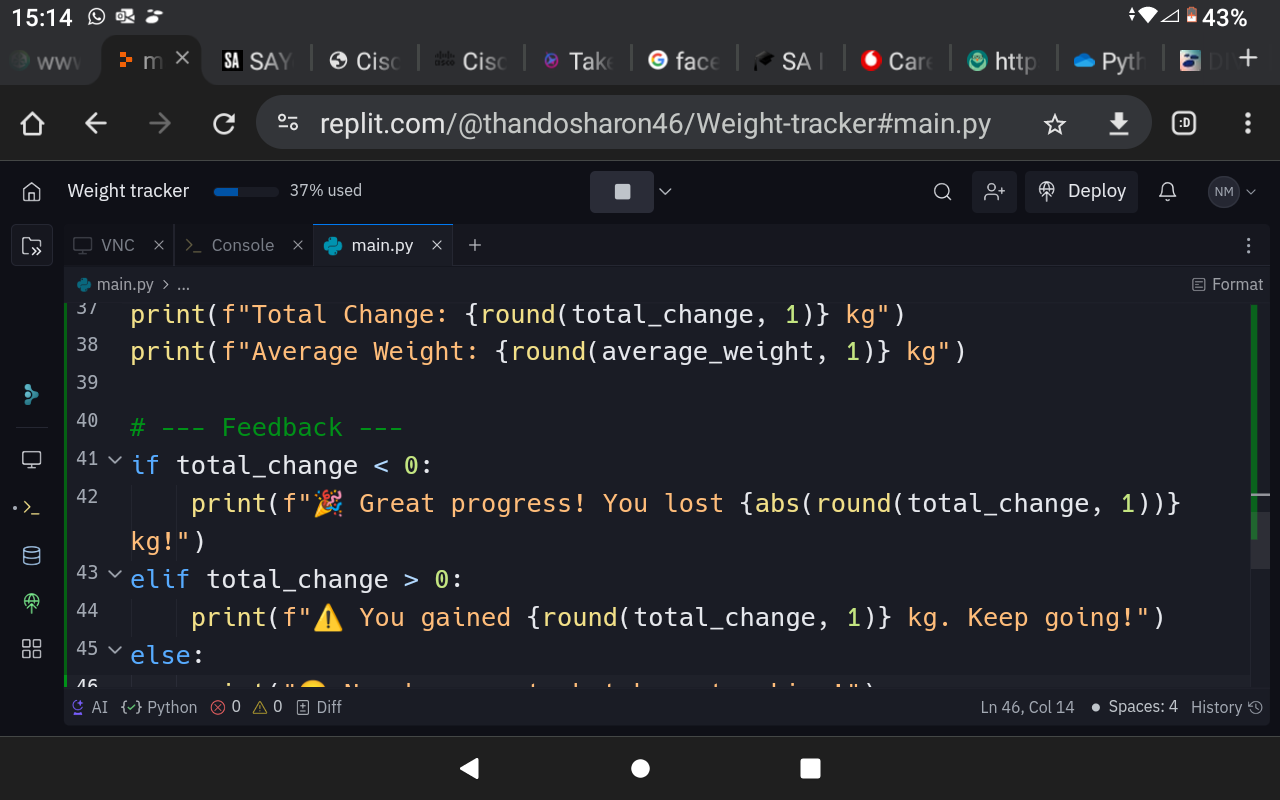 15:14
43%
www
m
SAY
Cisc
Cisc
Take
face
SA
Care
http
Pyth
replit.com/@thandosharon46/Weight-tracker#main.py
:D
Weight tracker
37% used
Deploy
NM
VNC
>_ Console
main.py
main.py > ...
Format
37 print(f"Total Change: {round(total_change, 1)} kg")
38 print(f"Average Weight: {round(average_weight, 1)} kg")
39
40 # --- Feedback ---
41 if total_change < 0:
42 print(f"🎉 Great progress! You lost {abs(round(total_change, 1))}
kg!")
43 elif total_change > 0:
44 print(f"⚠️ You gained {round(total_change, 1)} kg. Keep going!")
45 else:
46
AI
Python
0
0
Diff
Ln 46, Col 14
Spaces: 4
History